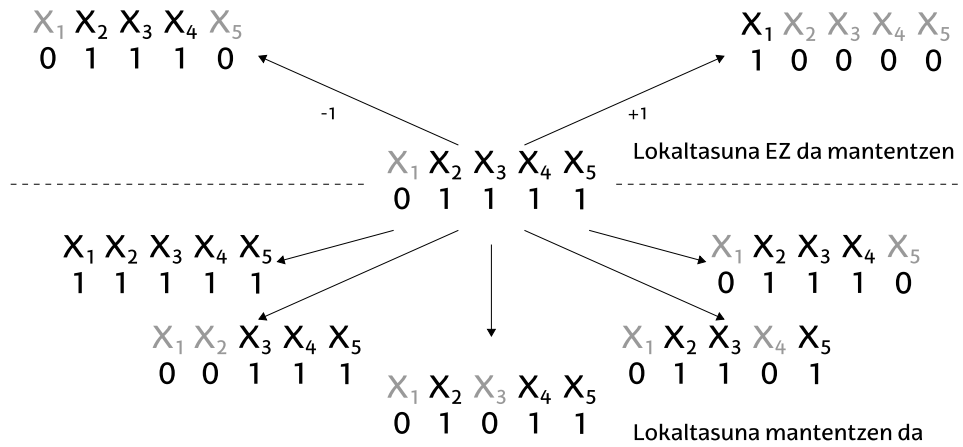 X₁ X₂ X₃ X₄ X₅
0 1 1 1 0
X₁ X₂ X₃ X₄ X₅
1 0 0 0 0
-1
+1
Lokaltasuna EZ da mantentzen
X₁ X₂ X₃ X₄ X₅
0 1 1 1 1
X₁ X₂ X₃ X₄ X₅
1 1 1 1 1
X₁ X₂ X₃ X₄ X₅
0 1 1 1 0
X₁ X₂ X₃ X₄ X₅
0 0 1 1 1
X₁ X₂ X₃ X₄ X₅
0 1 1 0 1
X₁ X₂ X₃ X₄ X₅
0 1 0 1 1
Lokaltasuna mantentzen da